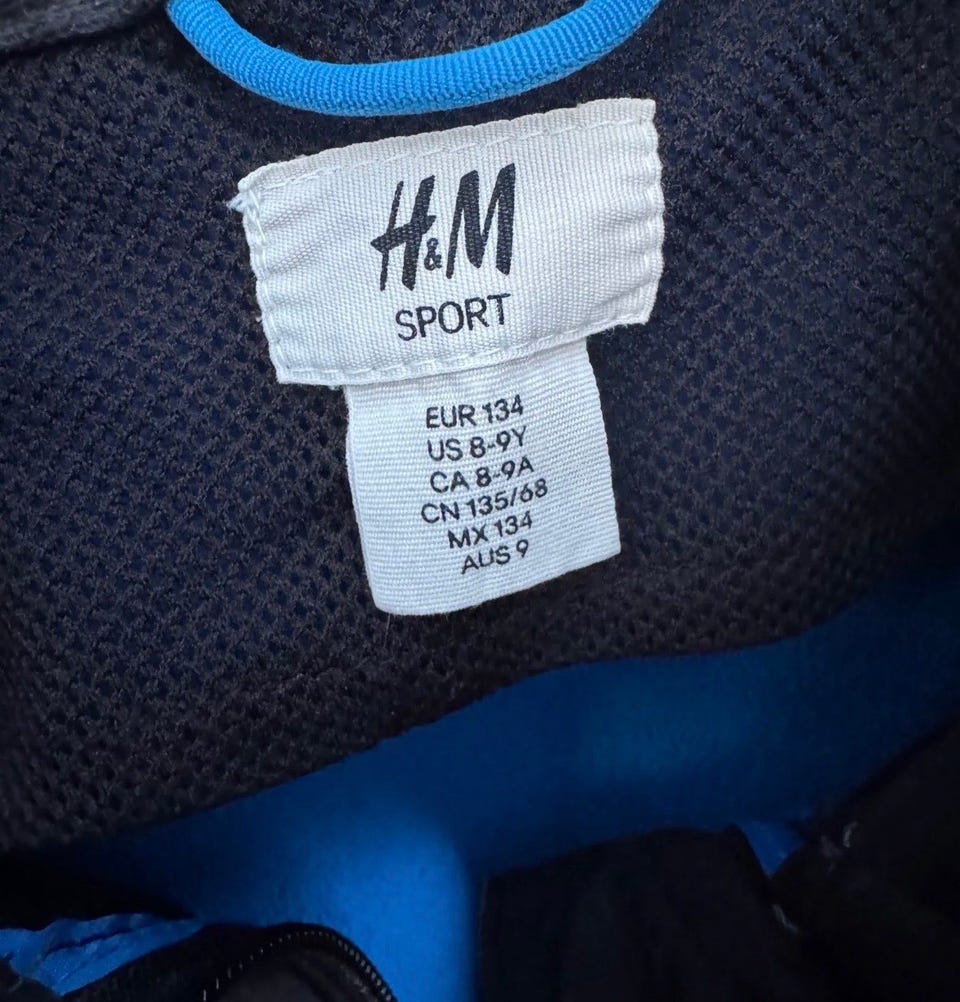 H&M
SPORT
EUR 134
US 8-9Y
CA 8-9A
CN 135/68
MX 134
AUS 9